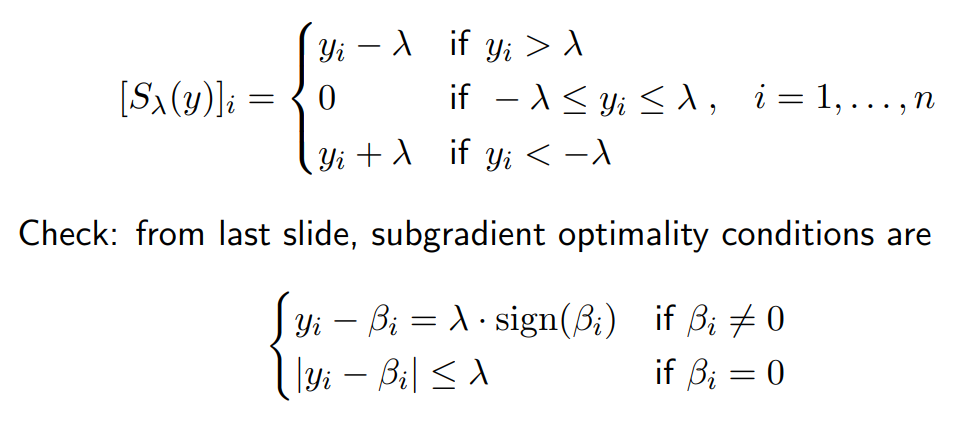 [S_λ(y)]_i = { y_i − λ if y_i > λ
0 if − λ ≤ y_i ≤ λ , i = 1, . . . , n
y_i + λ if y_i < −λ
Check: from last slide, subgradient optimality conditions are
{ y_i − β_i = λ · sign(β_i) if β_i ≠ 0
|y_i − β_i| ≤ λ if β_i = 0